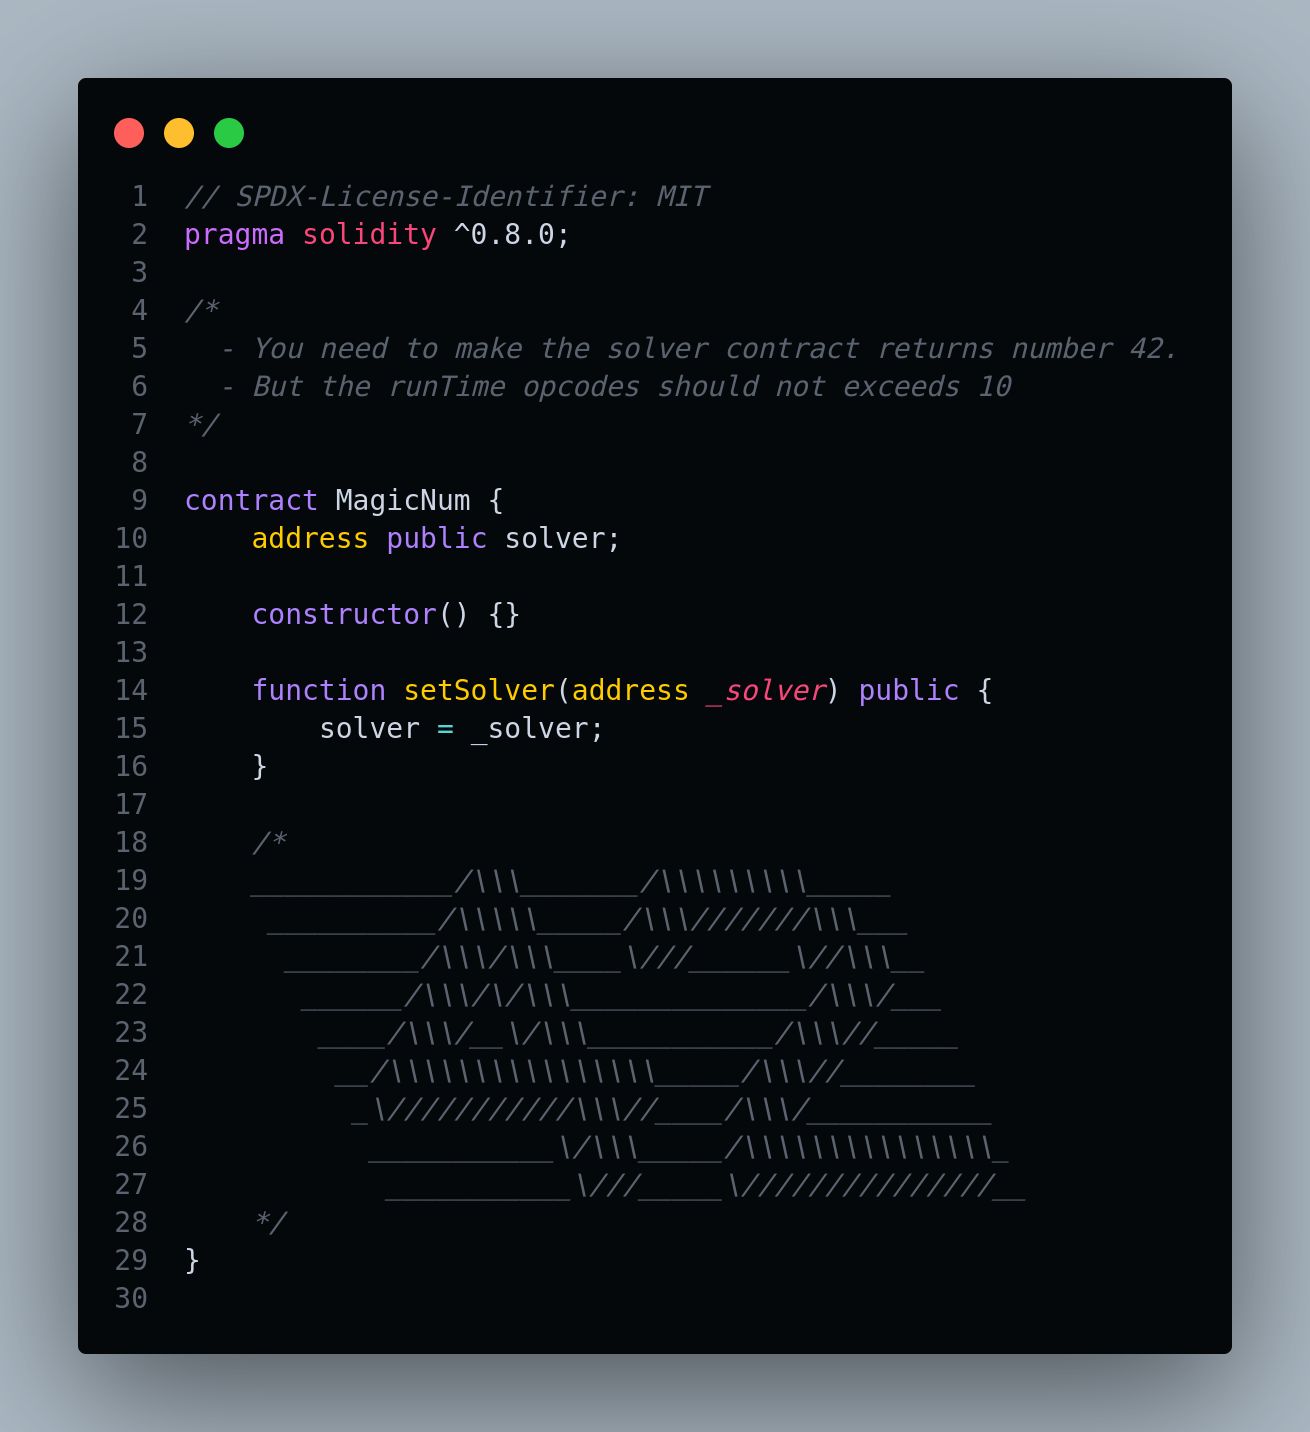 1 // SPDX-License-Identifier: MIT
2 pragma solidity ^0.8.0;
3
4 /*
5   - You need to make the solver contract returns number 42.
6   - But the runTime opcodes should not exceeds 10
7 */
8
9 contract MagicNum {
10     address public solver;
11
12     constructor() {}
13
14     function setSolver(address _solver) public {
15         solver = _solver;
16     }
17
18     /*
19     ____________/\\\_______/\\\\\\\\\_____
20      __________/\\\\\_____/\\\///////\\\___
21       ________/\\\/\\\____\///______\//\\\__
22        ______/\\\/\/\\\______________/\\\/___
23         ____/\\\/__\/\\\___________/\\\//_____
24          __/\\\\\\\\\\\\\\\\_____/\\\//________
25           _\///////////\\\//____/\\\/___________
26            ___________\/\\\_____/\\\\\\\\\\\\\\\_
27             ___________\///_____\///////////////__
28     */
29 }
30